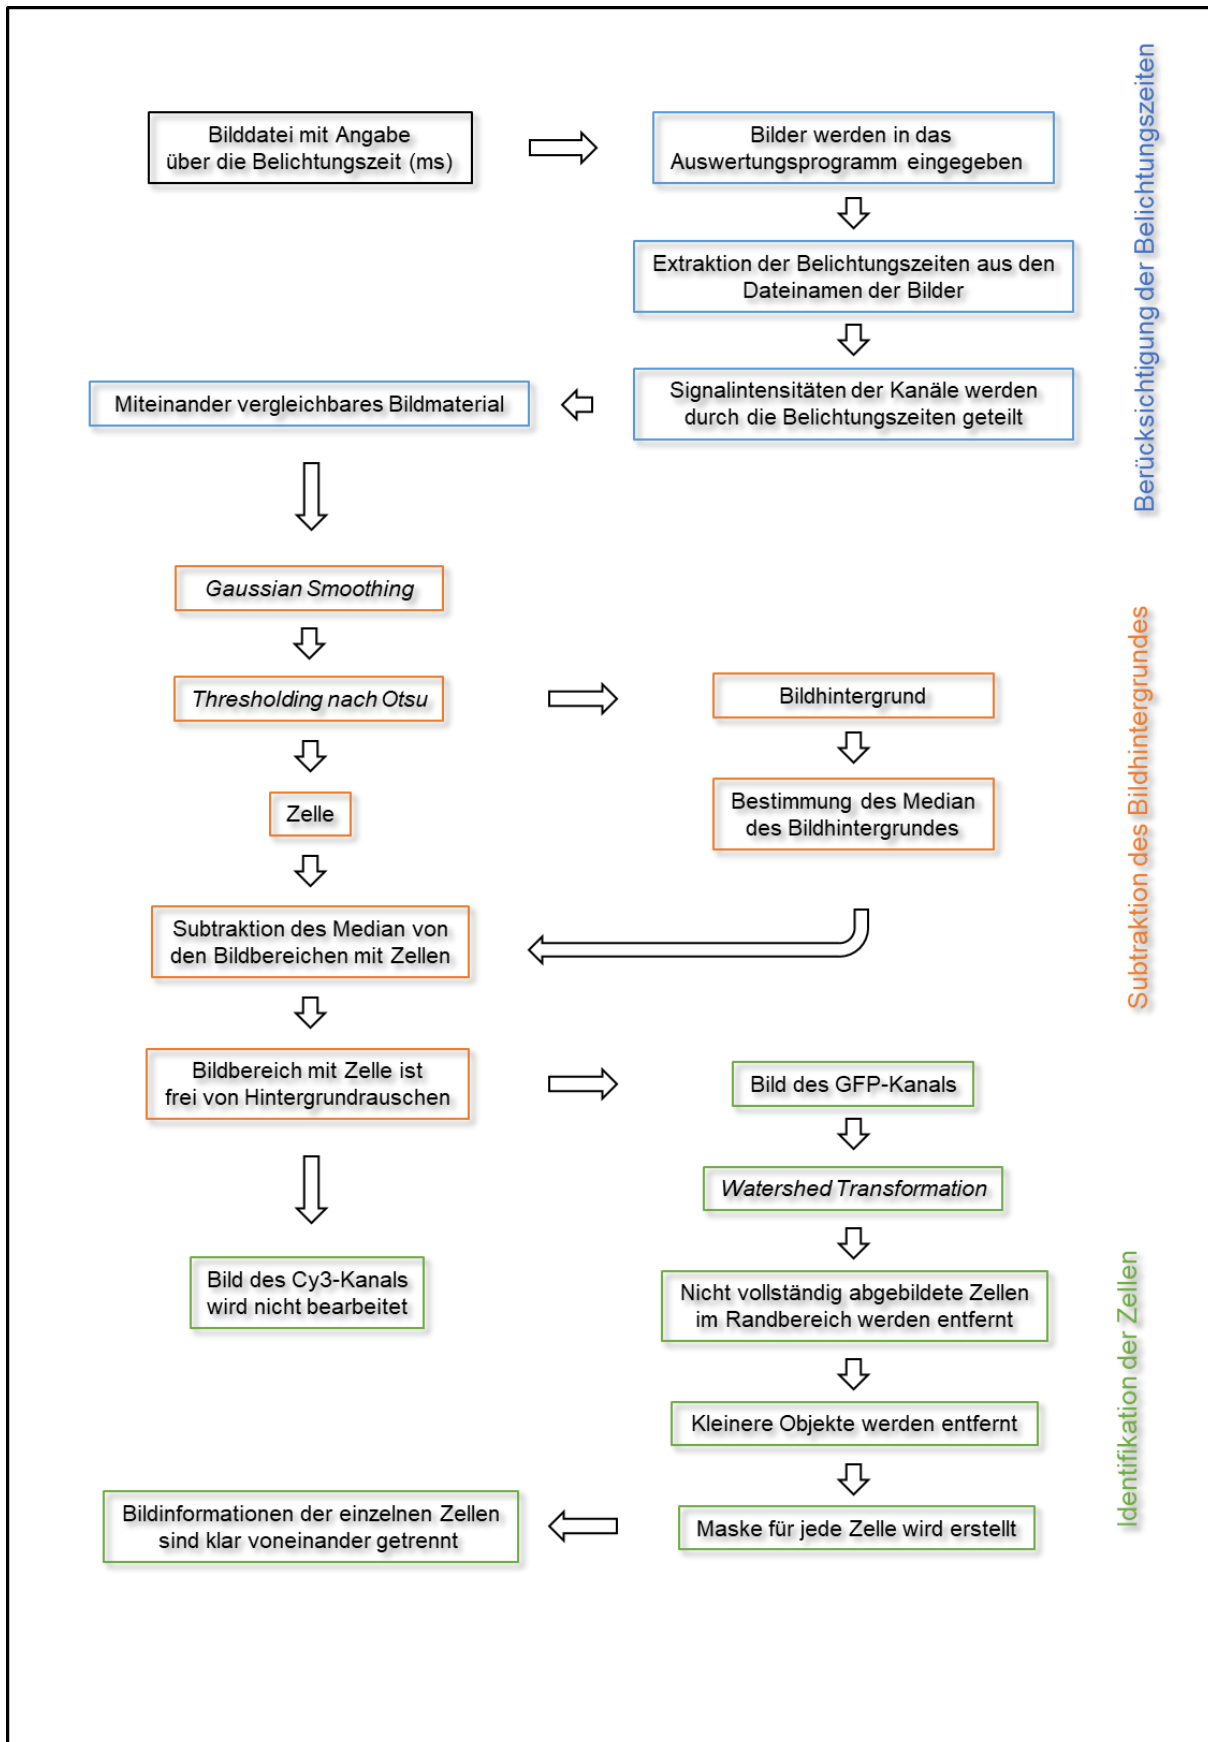 Bilddatei mit Angabe
über die Belichtungszeit (ms)
Bilder werden in das
Auswertungsprogramm eingegeben
Extraktion der Belichtungszeiten aus den
Dateinamen der Bilder
Signalintensitäten der Kanäle werden
durch die Belichtungszeiten geteilt
Miteinander vergleichbares Bildmaterial
Berücksichtigung der Belichtungszeiten
Gaussian Smoothing
Thresholding nach Otsu
Bildhintergrund
Zelle
Bestimmung des Median
des Bildhintergrundes
Subtraktion des Median von
den Bildbereichen mit Zellen
Bildbereich mit Zelle ist
frei von Hintergrundrauschen
Subtraktion des Bildhintergrundes
Bild des GFP-Kanals
Watershed Transformation
Bild des Cy3-Kanals
wird nicht bearbeitet
Nicht vollständig abgebildete Zellen
im Randbereich werden entfernt
Kleinere Objekte werden entfernt
Maske für jede Zelle wird erstellt
Bildinformationen der einzelnen Zellen
sind klar voneinander getrennt
Identifikation der Zellen